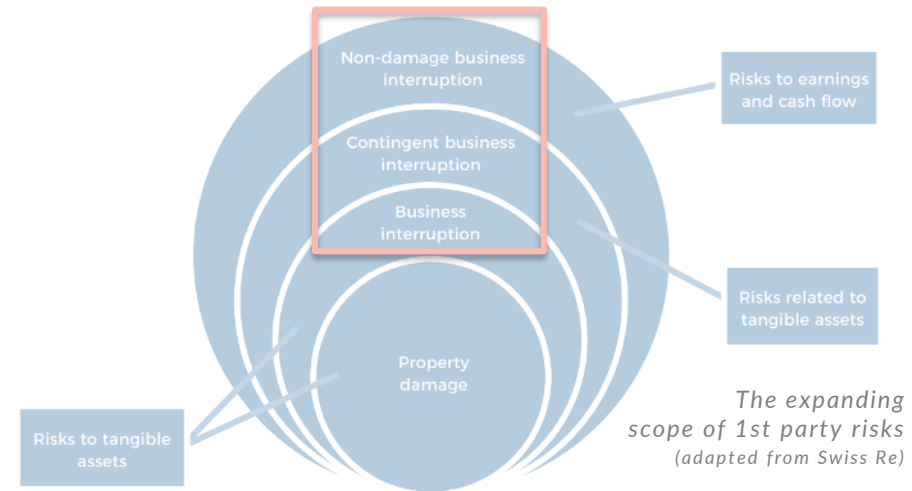 Non-damage business
interruption
Risks to earnings
and cash flow
Contingent business
interruption
Business
interruption
Risks related to
tangible assets
Property
damage
The expanding
scope of 1st party risks
(adapted from Swiss Re)
Risks to tangible
assets